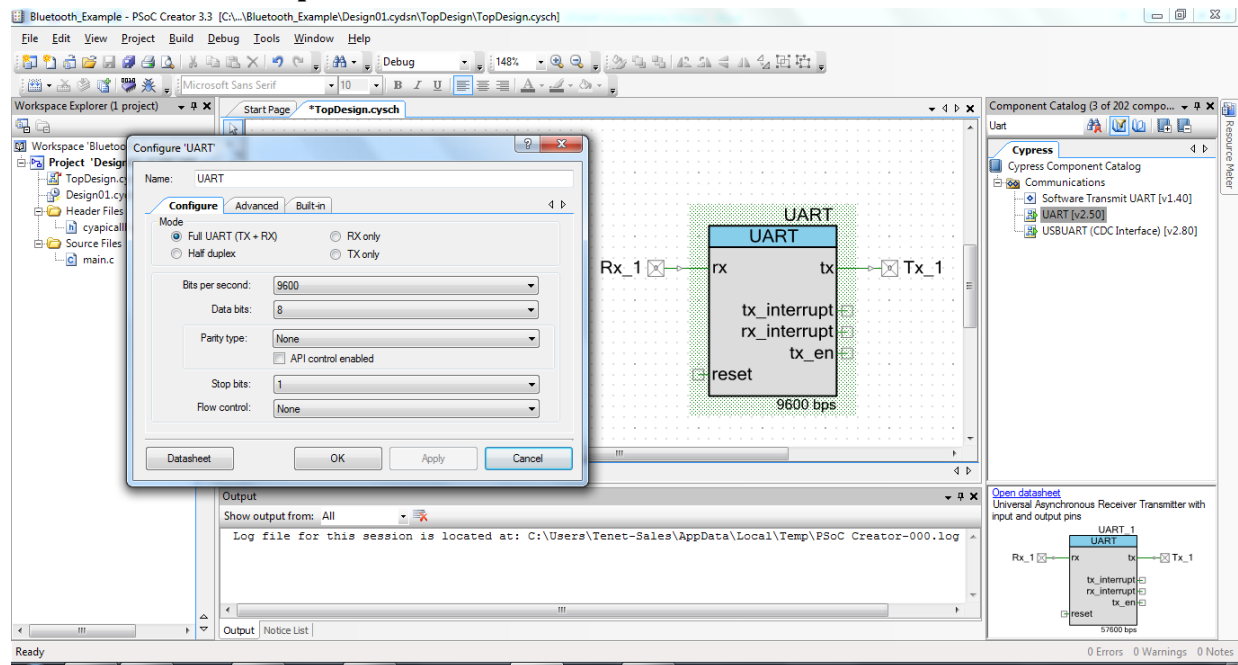 Bluetooth_Example - PSoC Creator 3.3 [C:\...\Bluetooth_Example\Design01.cydsn\TopDesign\TopDesign.cysch]
File Edit View Project Build Debug Tools Window Help
Debug 148%
Microsoft Sans Serif 10 B I U A
Workspace Explorer (1 project)
Workspace 'Bluetoo
Project 'Design
TopDesign.c
Design01.cy
Header Files
h cyapicall
Source Files
c main.c
Start Page *TopDesign.cysch
Configure 'UART'
Name: UART
Configure Advanced Built-in
Mode
Full UART (TX + RX) RX only
Half duplex TX only
Bits per second: 9600
Data bits: 8
Parity type: None
API control enabled
Stop bits: 1
Flow control: None
Datasheet OK Apply Cancel
UART
UART
Rx_1 rx tx Tx_1
tx_interrupt
rx_interrupt
tx_en
reset
9600 bps
Output
Show output from: All
Log file for this session is located at: C:\Users\Tenet-Sales\AppData\Local\Temp\PSoC Creator-000.log
Output Notice List
Component Catalog (3 of 202 compo...
Uart
Cypress
Cypress Component Catalog
Communications
Software Transmit UART [v1.40]
UART [v2.50]
USBUART (CDC Interface) [v2.80]
Resource Meter
Open datasheet
Universal Asynchronous Receiver Transmitter with
input and output pins
UART_1
UART
Rx_1 rx tx Tx_1
tx_interrupt
rx_interrupt
tx_en
reset
57600 bps
Ready 0 Errors 0 Warnings 0 Notes